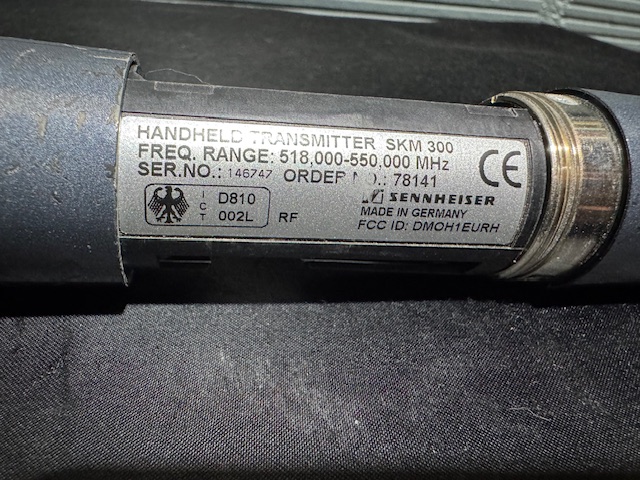 HANDHELD TRANSMITTER SKM 300
FREQ. RANGE: 518,000-550,000 MHz
SER.NO.: 146747 ORDER NO.: 78141
CE
I C T D810 002L RF
SENNHEISER
MADE IN GERMANY
FCC ID: DMOH1EURH